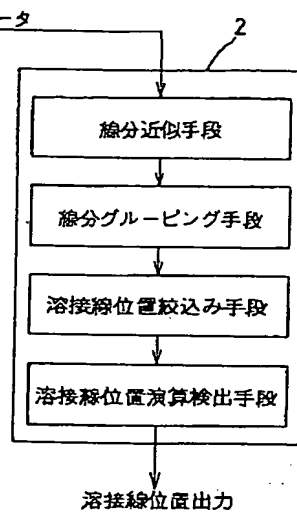 ータ
2
線分近似手段
線分グルーピング手段
溶接線位置絞込み手段
溶接線位置演算検出手段
溶接線位置出力